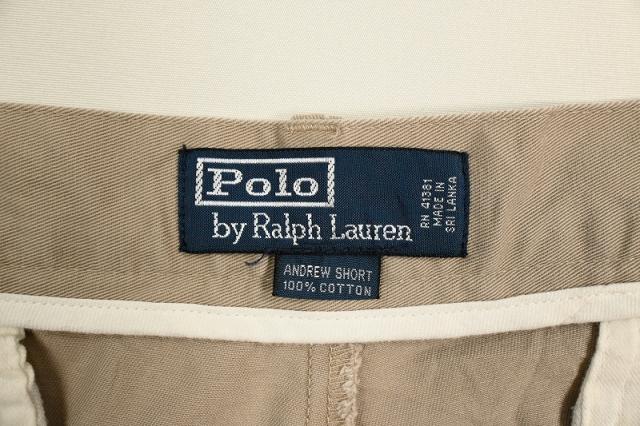 Polo
by Ralph Lauren
RN 41381
MADE IN
SRI LANKA
ANDREW SHORT
100% COTTON